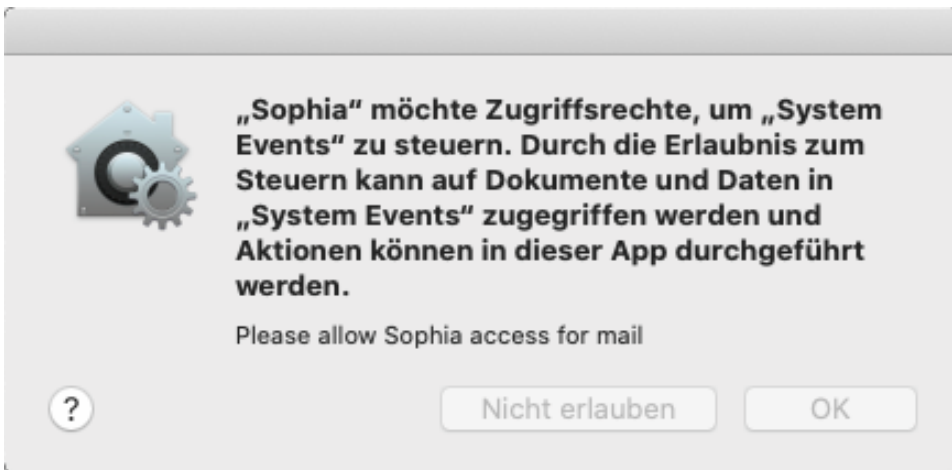 „Sophia“ möchte Zugriffsrechte, um „System
Events“ zu steuern. Durch die Erlaubnis zum
Steuern kann auf Dokumente und Daten in
„System Events“ zugegriffen werden und
Aktionen können in dieser App durchgeführt
werden.
Please allow Sophia access for mail
?
Nicht erlauben
OK